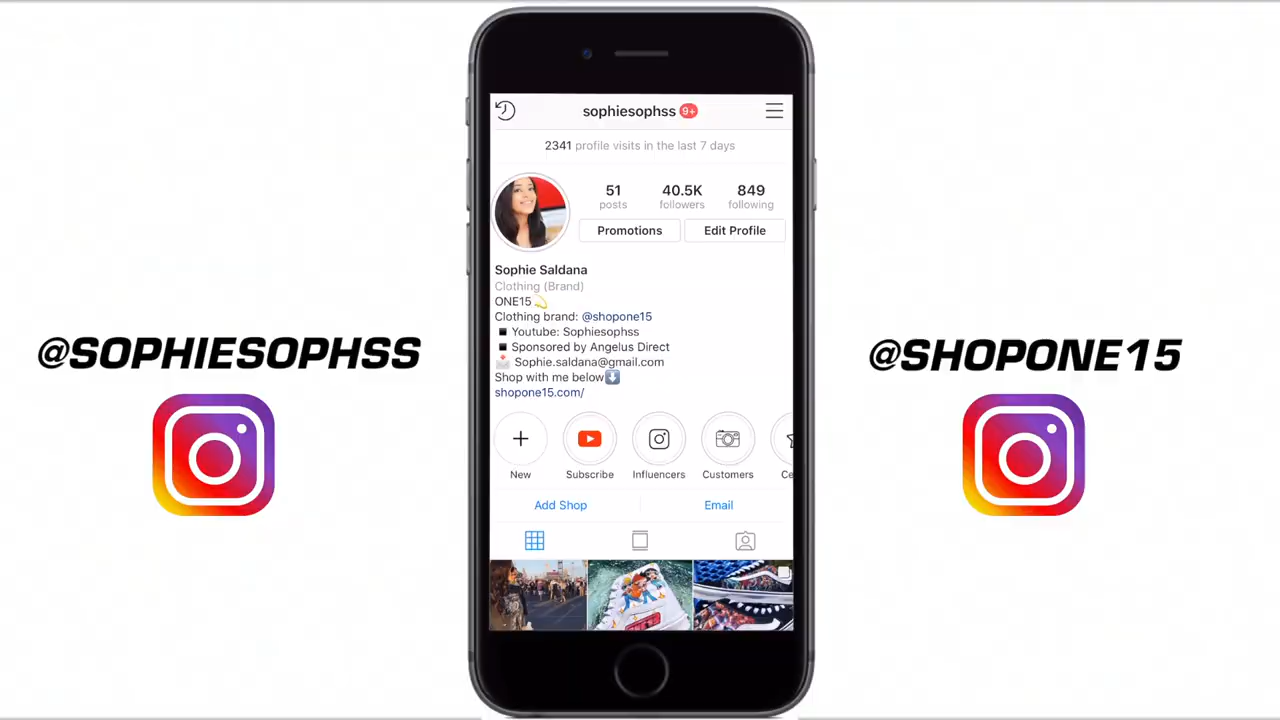 sophiesophss 9+
2341 profile visits in the last 7 days
51 40.5K 849
posts followers following
Promotions Edit Profile
Sophie Saldana
Clothing (Brand)
ONE15
Clothing brand: @shopone15
Youtube: Sophiesophss
Sponsored by Angelus Direct
Sophie.saldana@gmail.com
Shop with me below
shopone15.com/
@SOPHIESOPHSS
@SHOPONE15
New Subscribe Influencers Customers Ce
Add Shop Email